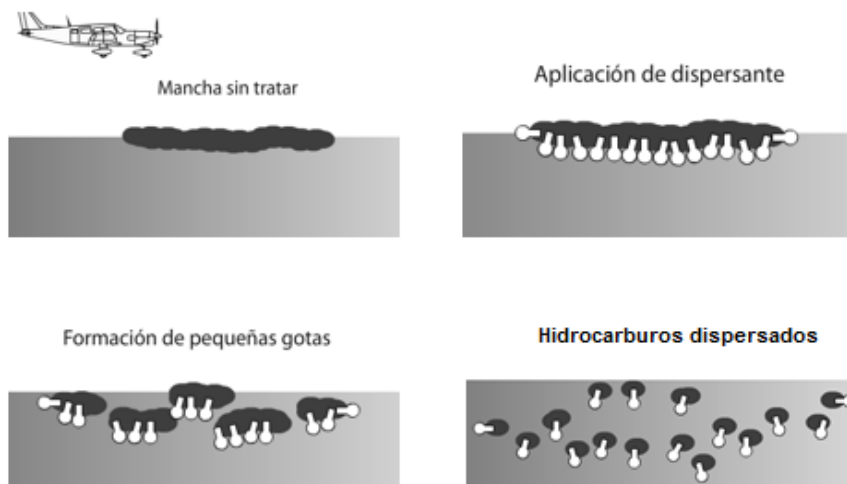 Mancha sin tratar
Aplicación de dispersante
Formación de pequeñas gotas
Hidrocarburos dispersados